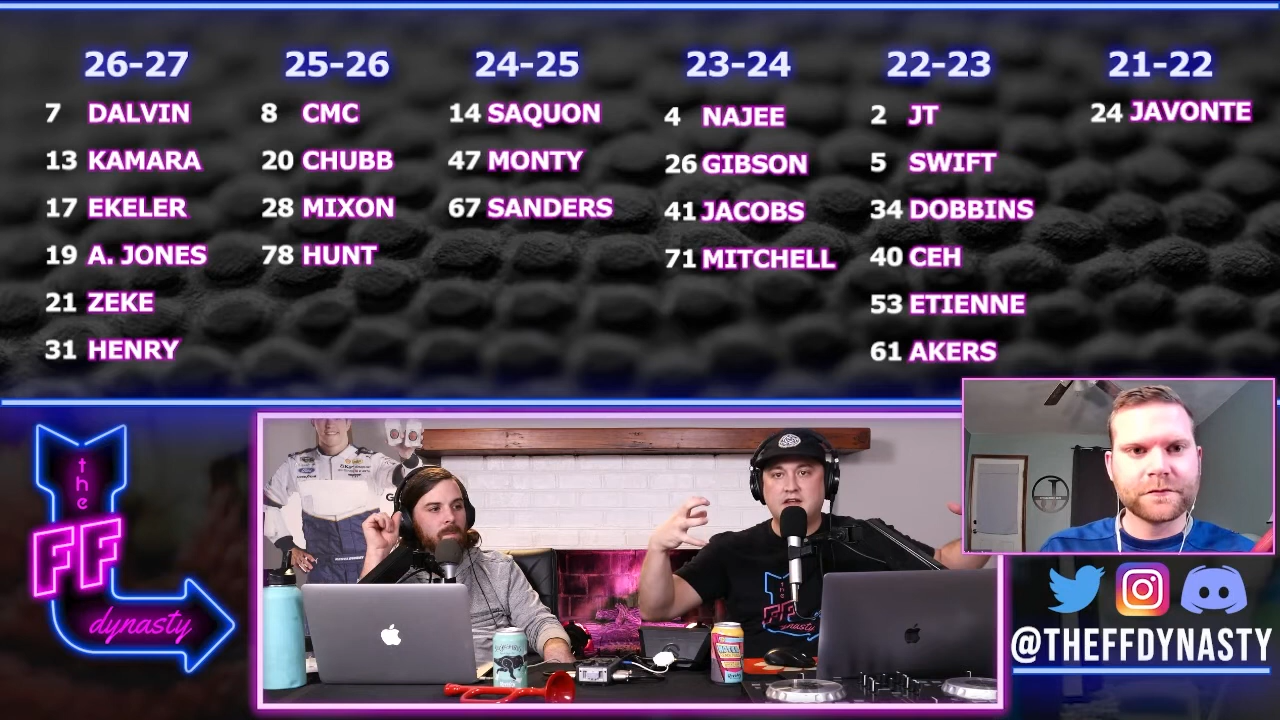 26-27
7 DALVIN
13 KAMARA
17 EKELER
19 A. JONES
21 ZEKE
31 HENRY
25-26
8 CMC
20 CHUBB
28 MIXON
78 HUNT
24-25
14 SAQUON
47 MONTY
67 SANDERS
23-24
4 NAJEE
26 GIBSON
41 JACOBS
71 MITCHELL
22-23
2 JT
5 SWIFT
34 DOBBINS
40 CEH
53 ETIENNE
61 AKERS
21-22
24 JAVONTE
the
FF
dynasty
the
FF
dynasty
@THEFFDYNASTY